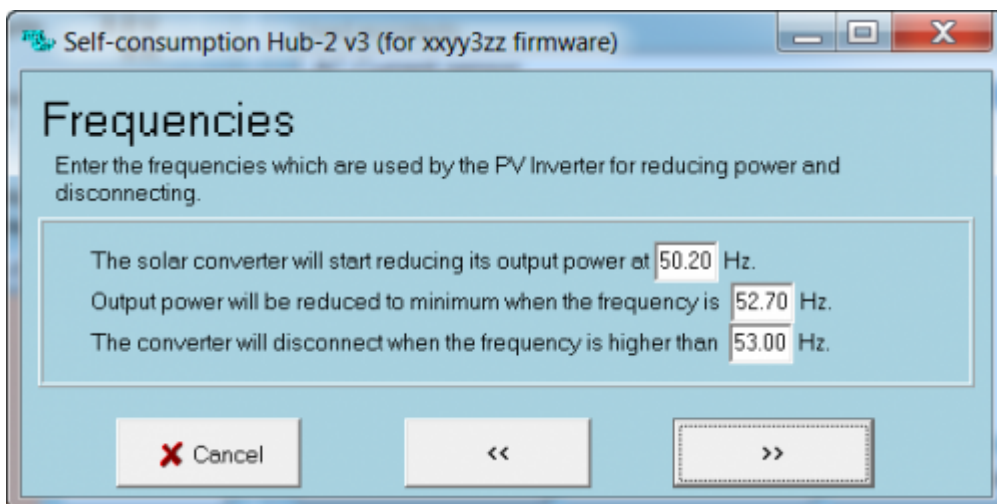 Self-consumption Hub-2 v3 (for xxyy3zz firmware)
Frequencies
Enter the frequencies which are used by the PV Inverter for reducing power and
disconnecting.
The solar converter will start reducing its output power at 50.20 Hz.
Output power will be reduced to minimum when the frequency is 52.70 Hz.
The converter will disconnect when the frequency is higher than 53.00 Hz.
Cancel << >>